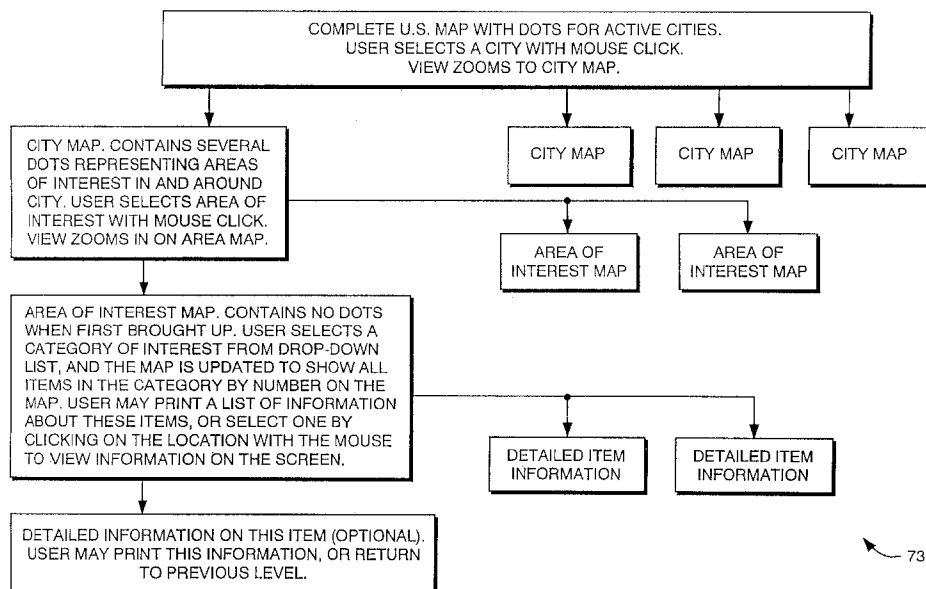 COMPLETE U.S. MAP WITH DOTS FOR ACTIVE CITIES.
USER SELECTS A CITY WITH MOUSE CLICK.
VIEW ZOOMS TO CITY MAP.
CITY MAP. CONTAINS SEVERAL
DOTS REPRESENTING AREAS
OF INTEREST IN AND AROUND
CITY. USER SELECTS AREA OF
INTEREST WITH MOUSE CLICK.
VIEW ZOOMS IN ON AREA MAP.
CITY MAP
CITY MAP
CITY MAP
AREA OF
INTEREST MAP
AREA OF
INTEREST MAP
AREA OF INTEREST MAP. CONTAINS NO DOTS
WHEN FIRST BROUGHT UP. USER SELECTS A
CATEGORY OF INTEREST FROM DROP-DOWN
LIST, AND THE MAP IS UPDATED TO SHOW ALL
ITEMS IN THE CATEGORY BY NUMBER ON THE
MAP. USER MAY PRINT A LIST OF INFORMATION
ABOUT THESE ITEMS, OR SELECT ONE BY
CLICKING ON THE LOCATION WITH THE MOUSE
TO VIEW INFORMATION ON THE SCREEN.
DETAILED ITEM
INFORMATION
DETAILED ITEM
INFORMATION
DETAILED INFORMATION ON THIS ITEM (OPTIONAL).
USER MAY PRINT THIS INFORMATION, OR RETURN
TO PREVIOUS LEVEL.
73